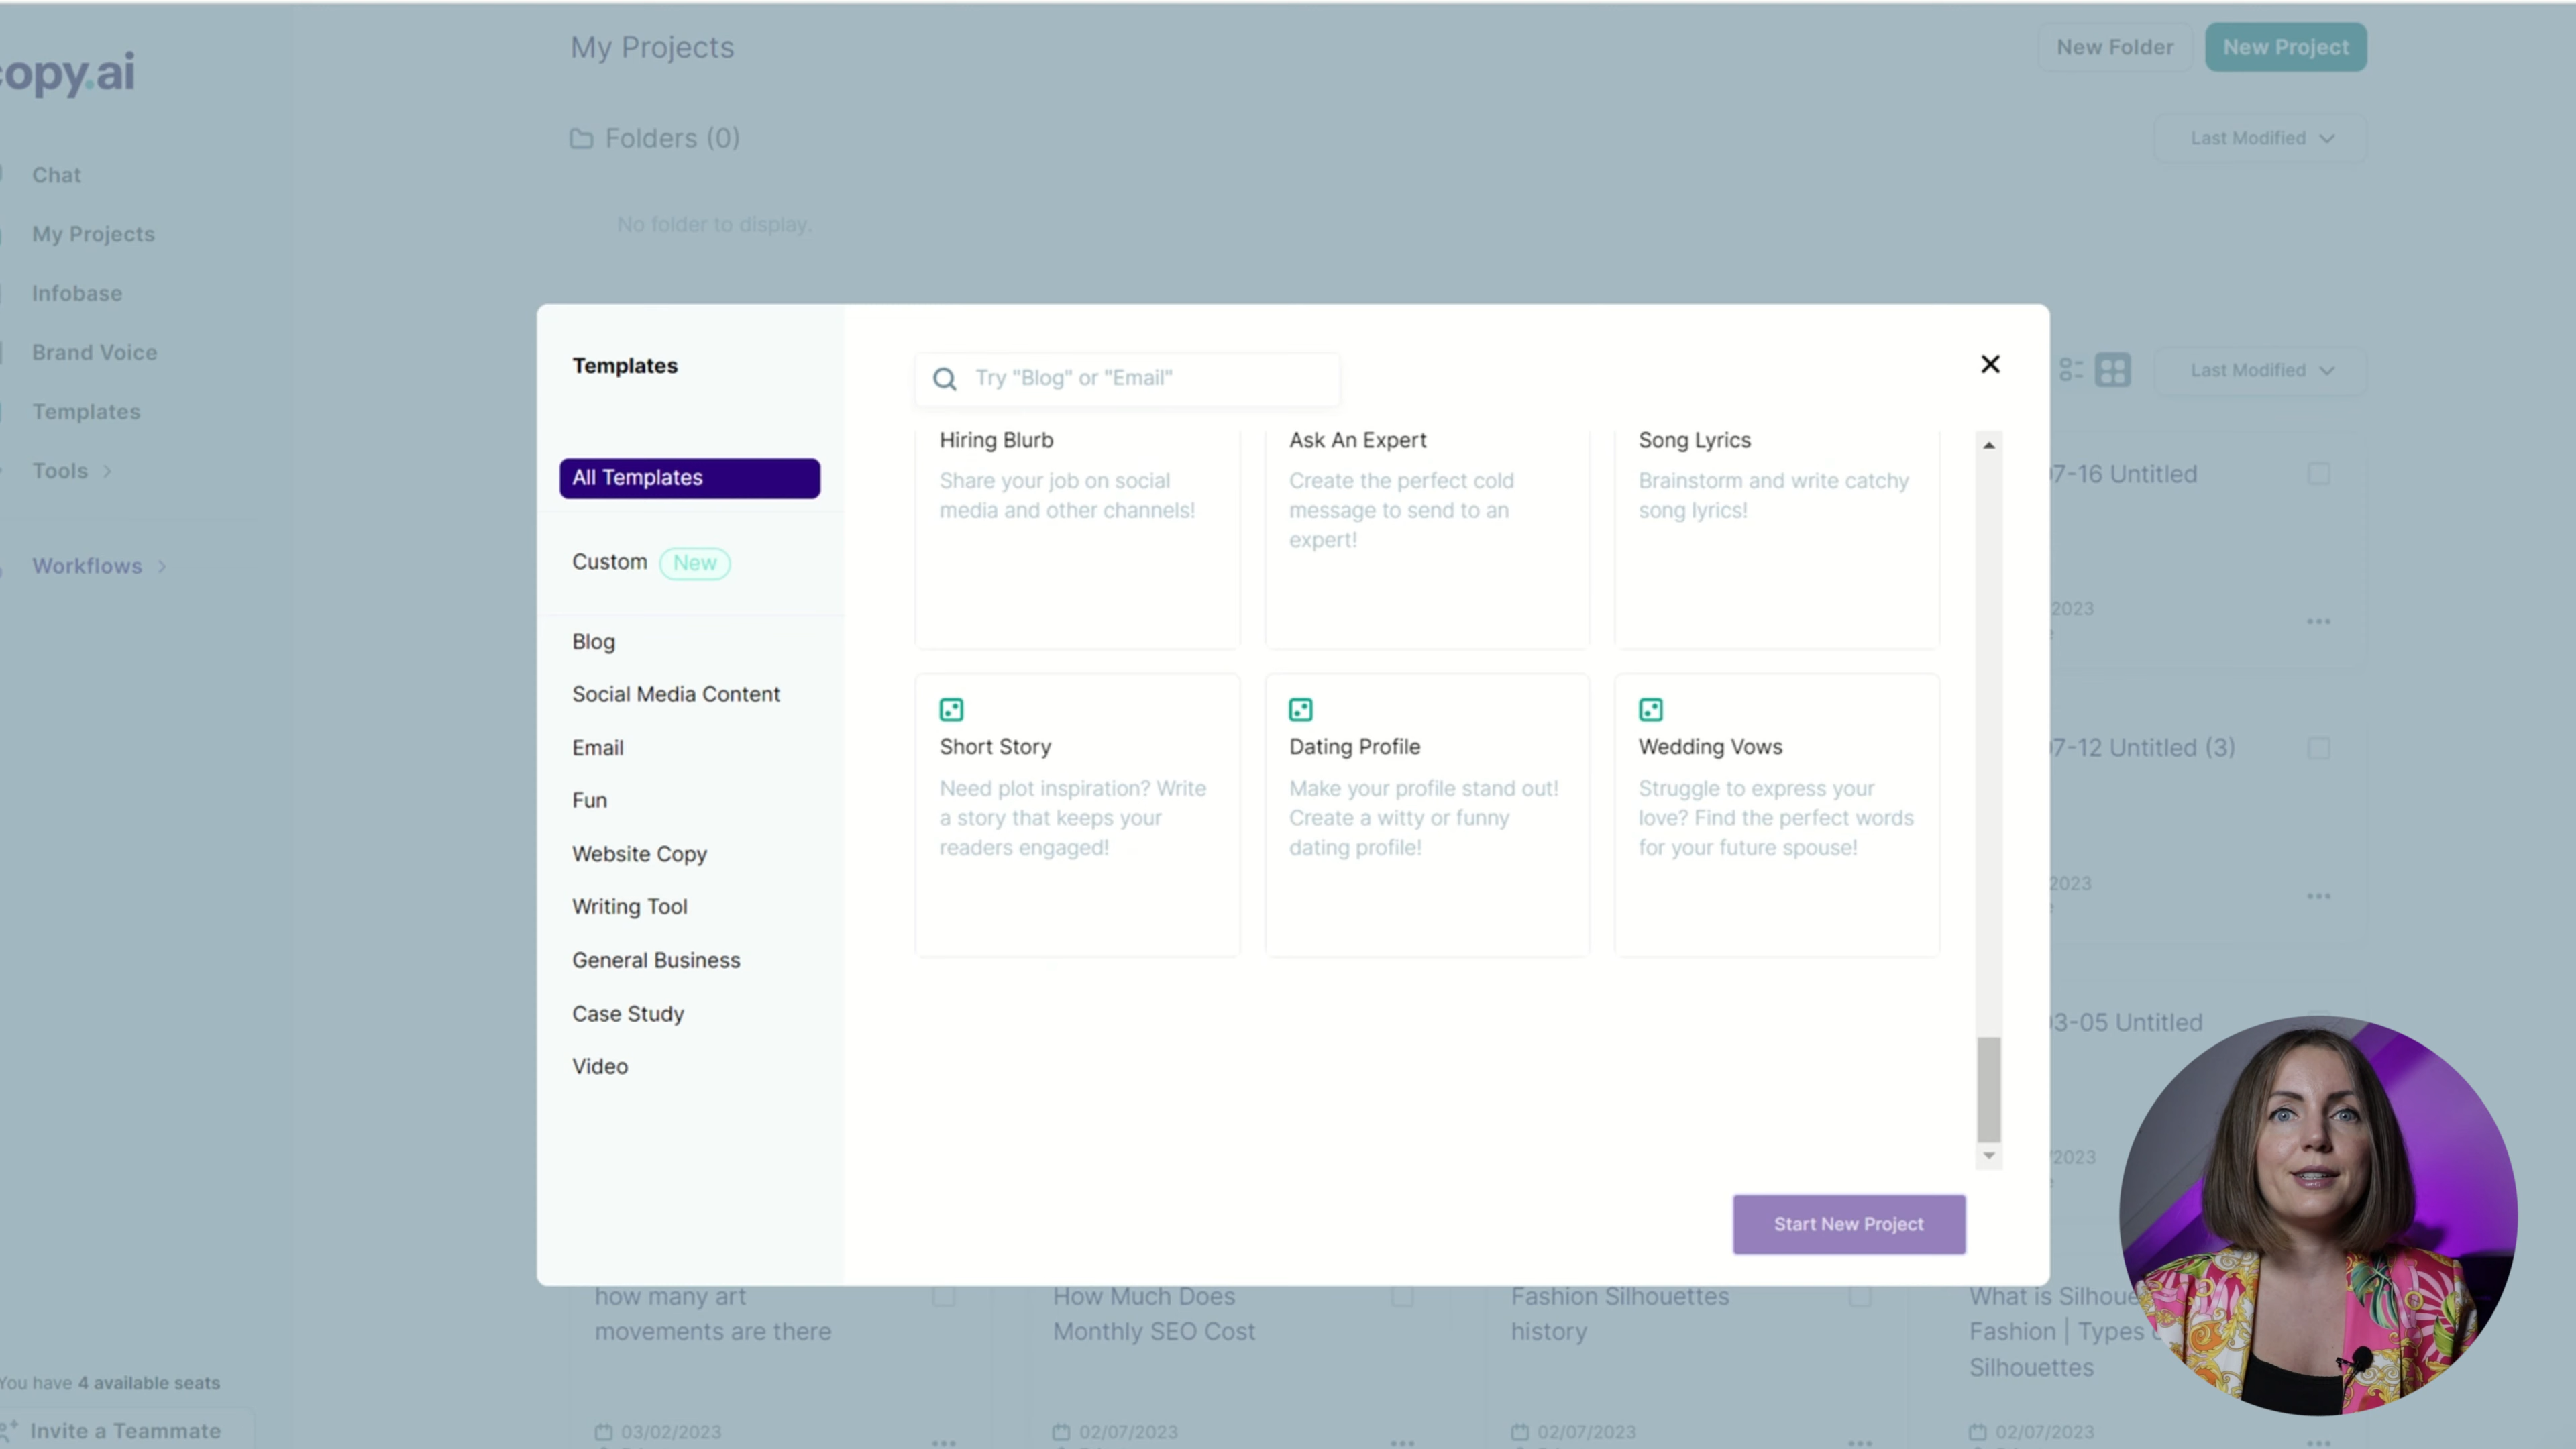 copy.ai
Chat
My Projects
Infobase
Brand Voice
Templates
Tools
Workflows
You have 4 available seats
Invite a Teammate
My Projects
New Folder
New Project
Folders (0)
Last Modified
No folder to display.
Last Modified
Templates
All Templates
Custom New
Blog
Social Media Content
Email
Fun
Website Copy
Writing Tool
General Business
Case Study
Video
Try "Blog" or "Email"
Hiring Blurb
Share your job on social
media and other channels!
Ask An Expert
Create the perfect cold
message to send to an
expert!
Song Lyrics
Brainstorm and write catchy
song lyrics!
Short Story
Need plot inspiration? Write
a story that keeps your
readers engaged!
Dating Profile
Make your profile stand out!
Create a witty or funny
dating profile!
Wedding Vows
Struggle to express your
love? Find the perfect words
for your future spouse!
Start New Project
07-16 Untitled
2023
07-12 Untitled (3)
2023
03-05 Untitled
/2023
how many art
movements are there
03/02/2023
How Much Does
Monthly SEO Cost
02/07/2023
Fashion Silhouettes
history
02/07/2023
What is Silhoue
Fashion | Types
Silhouettes
02/07/2023